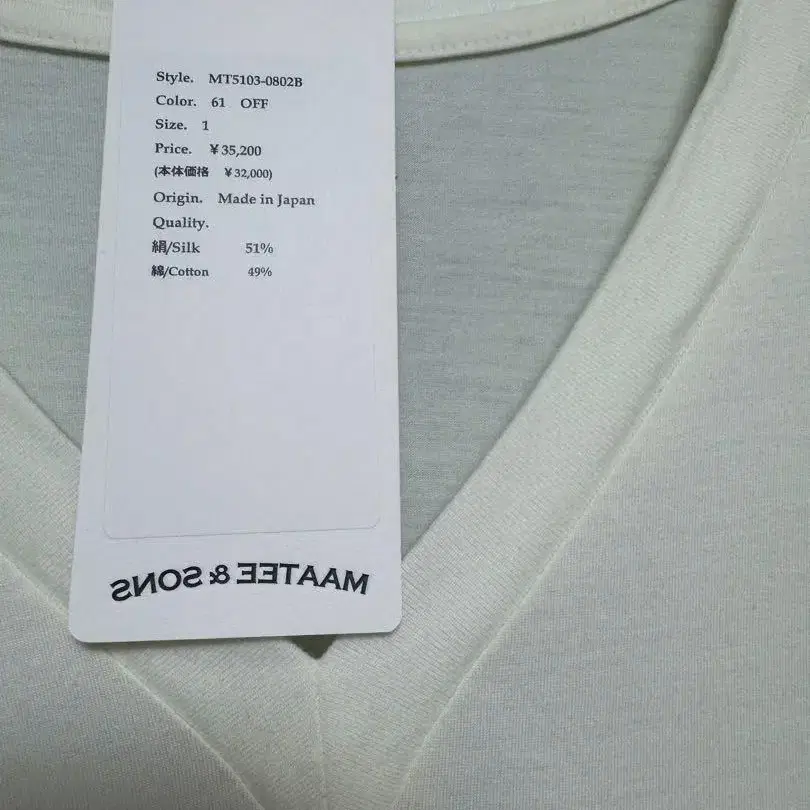 Style. MT5103-0802B
Color. 61 OFF
Size. 1
Price. ¥35,200
(本体価格 ¥32,000)
Origin. Made in Japan
Quality.
絹/Silk 51%
綿/Cotton 49%
MAATEE & SONS